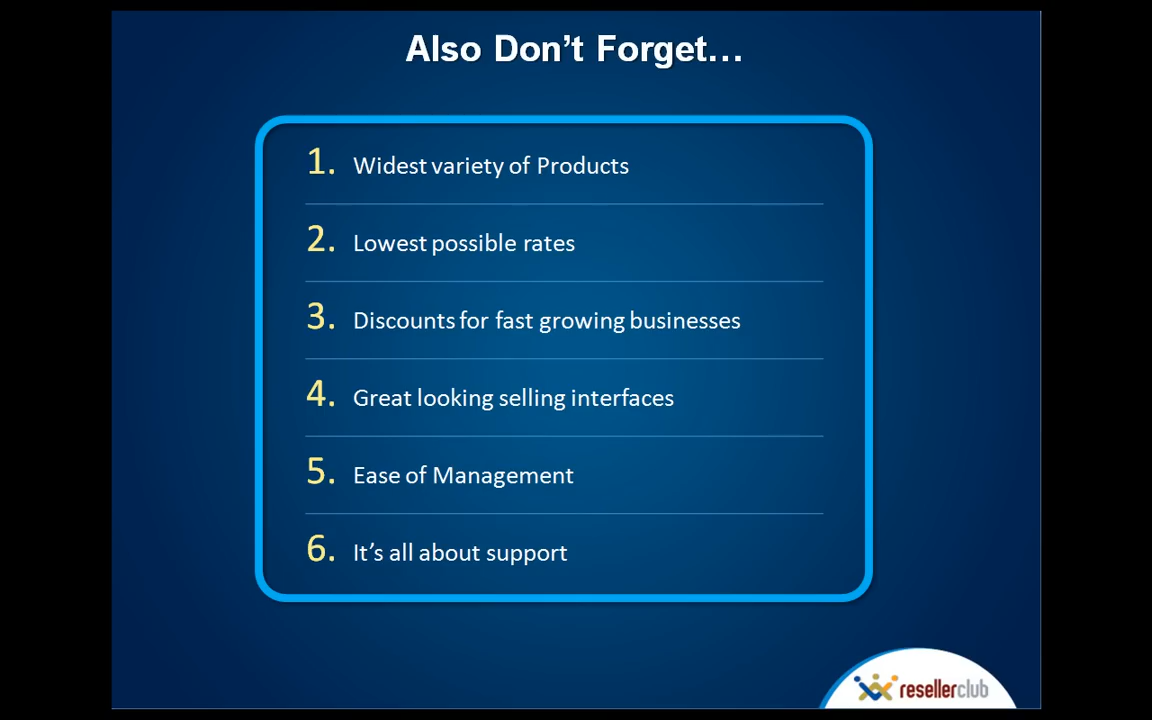 Also Don’t Forget...
1. Widest variety of Products
2. Lowest possible rates
3. Discounts for fast growing businesses
4. Great looking selling interfaces
5. Ease of Management
6. It’s all about support
resellerclub